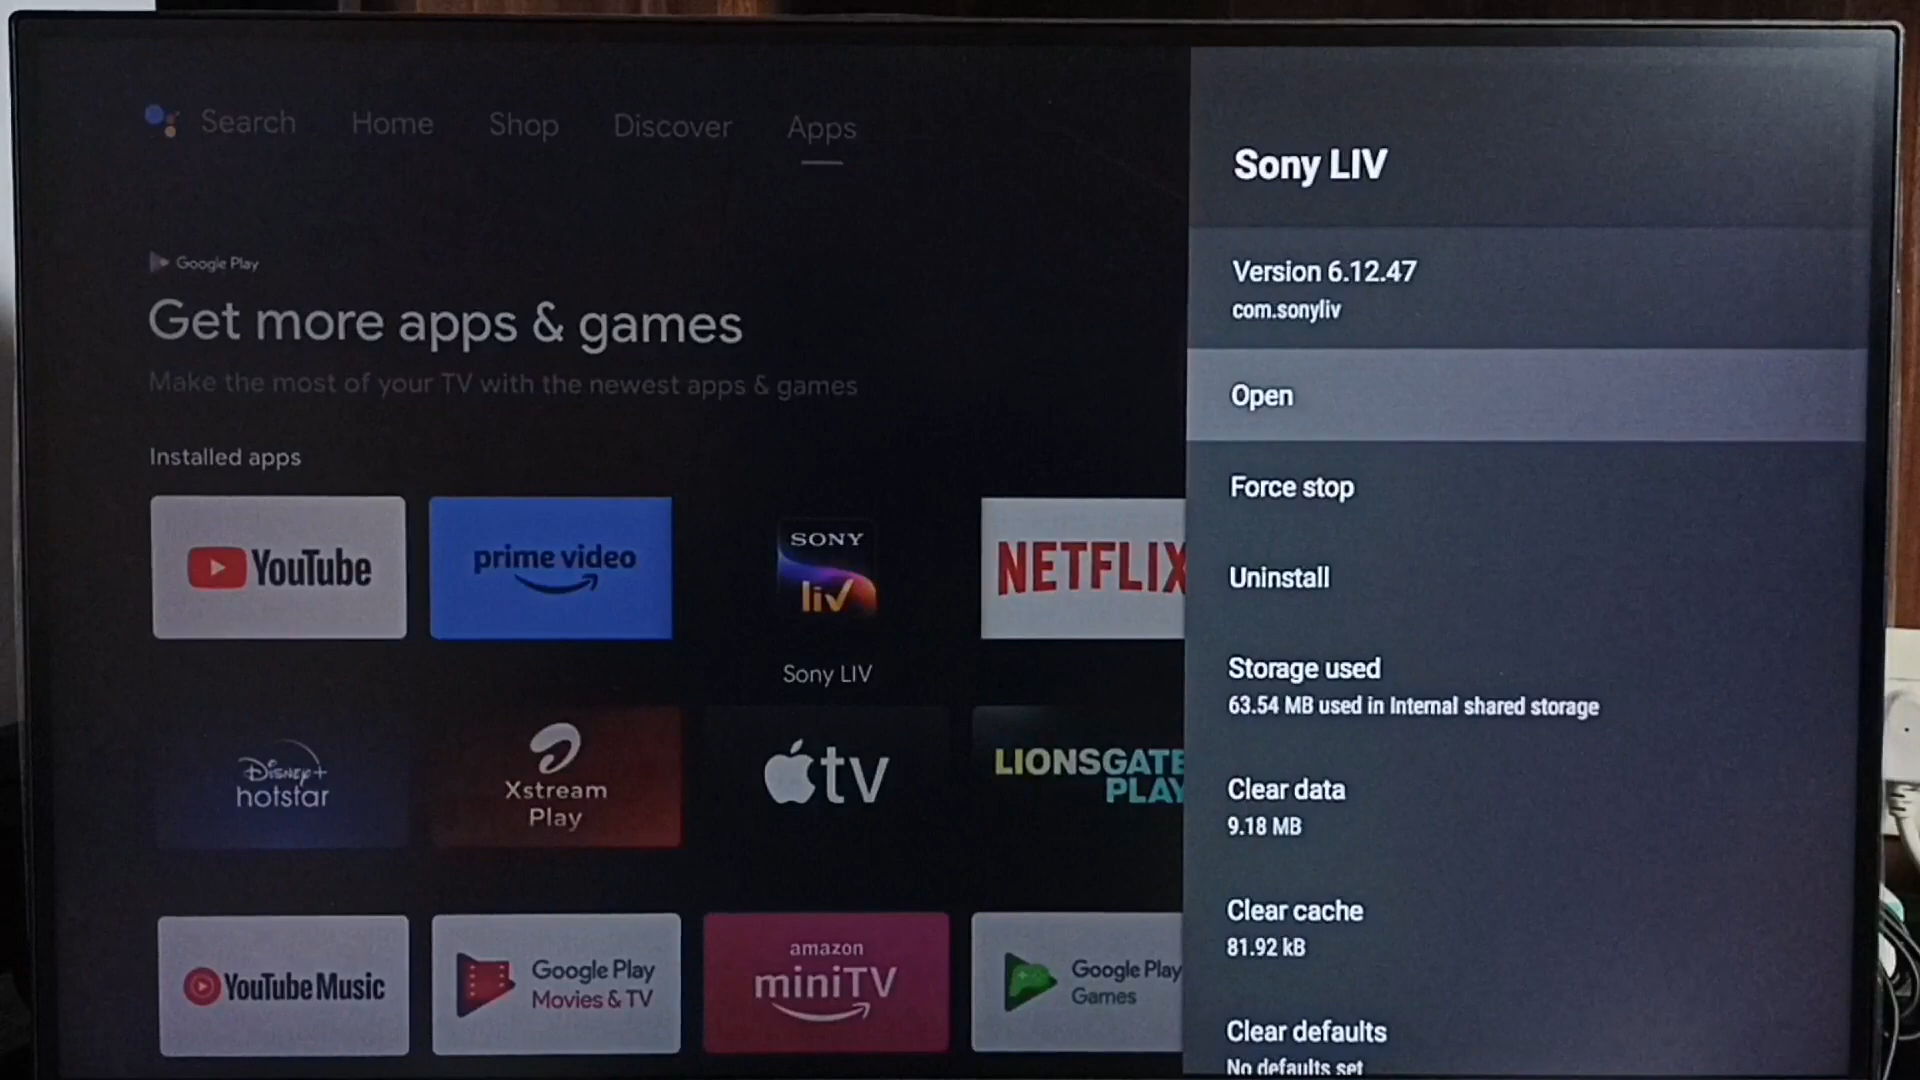 Search Home Shop Discover Apps
Google Play
Get more apps & games
Make the most of your TV with the newest apps & games
Installed apps
YouTube
prime video
SONY
liv
NETFLIX
Sony LIV
Disney+
hotstar
Xstream
Play
tv
LIONSGATE
PLAY
YouTube Music
Google Play
Movies & TV
amazon
miniTV
Google Play
Games
Sony LIV
Version 6.12.47
com.sonyliv
Open
Force stop
Uninstall
Storage used
63.54 MB used in Internal shared storage
Clear data
9.18 MB
Clear cache
81.92 kB
Clear defaults
No defaults set